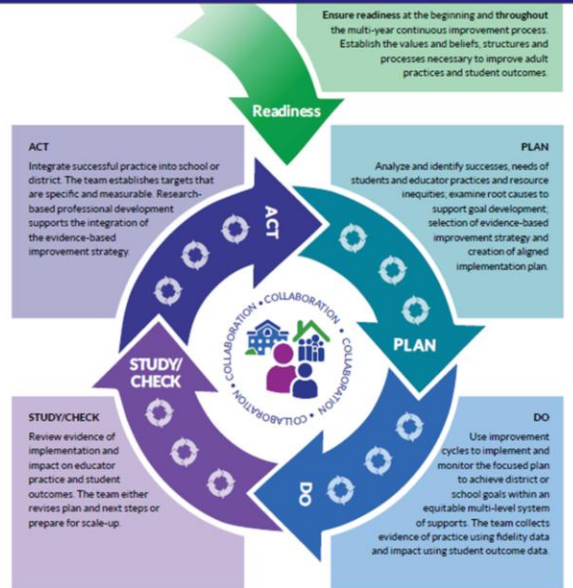 Ensure readiness at the beginning and throughout
the multi-year continuous improvement process.
Establish the values and beliefs, structures and
processes necessary to improve adult
practices and student outcomes.
Readiness
ACT
Integrate successful practice into school or
district. The team establishes targets that
are specific and measurable. Research-
based professional development
supports the integration of
the evidence-based
improvement strategy.
PLAN
Analyze and identify successes, needs of
students and educator practices and resource
inequities; examine root causes to
support goal development,
selection of evidence-based
improvement strategy and
creation of aligned
implementation plan.
ACT
PLAN
DO
STUDY/
CHECK
• COLLABORATION • COLLABORATION • COLLABORATION • COLLABORATION
STUDY/CHECK
Review evidence of
implementation and
impact on educator
practice and student
outcomes. The team either
revises plan and next steps or
prepare for scale-up.
DO
Use improvement
cycles to implement and
monitor the focused plan
to achieve district or
school goals within an
equitable multi-level system
of supports. The team collects
evidence of practice using fidelity data
and impact using student outcome data.